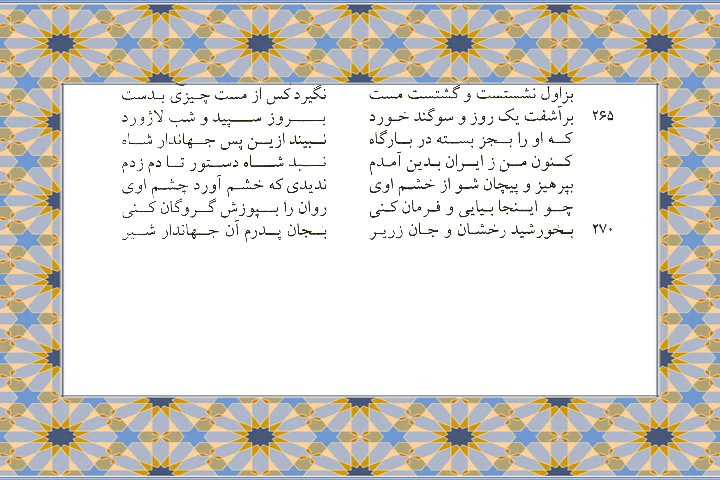 بزاول نشستست و گشتست مست نگیرد کس از مست چیزی بدست
۲۶۵ برآشفت یک روز و سوگند خورد بروز سپید و شب لاژورد
که او را بجز بسته در بارگاه نبیند ازین پس جهاندار شاه
کنون من ز ایران بدین آمدم نبد شاه دستور تا دم زدم
بپرهیز و پیچان شو از خشم اوی ندیدی که خشم آورد چشم اوی
چو اینجا بیایی و فرمان کنی روان را بپوزش گروگان کنی
۲۷۰ بخورشید رخشان و جان زریر بجان پدرم آن جهاندار شیر